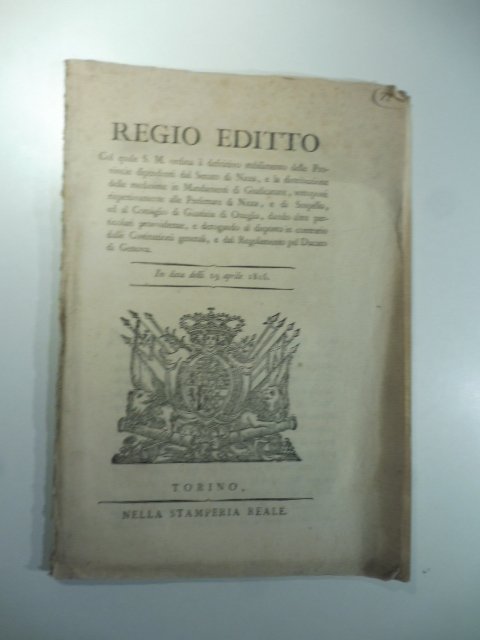 REGIO EDITTO
Col quale S. M. ordina il definitivo stabilimento delle Pro-
vincie dipendenti dal Senato di Nizza, e la distribuzione
delle medesime in Mandamenti di Giudicature, sottoposti
rispettivamente alle Prefetture di Nizza, e di Sospello,
ed al Consiglio di Giustizia di Oneglia, dando altre par-
ticolari provvidenze, e derogando al disposto in contrario
dalle Costituzioni generali, e dal Regolamento pel Ducato
di Genova.
In data delli 29 aprile 1816.
TORINO,
NELLA STAMPERIA REALE.